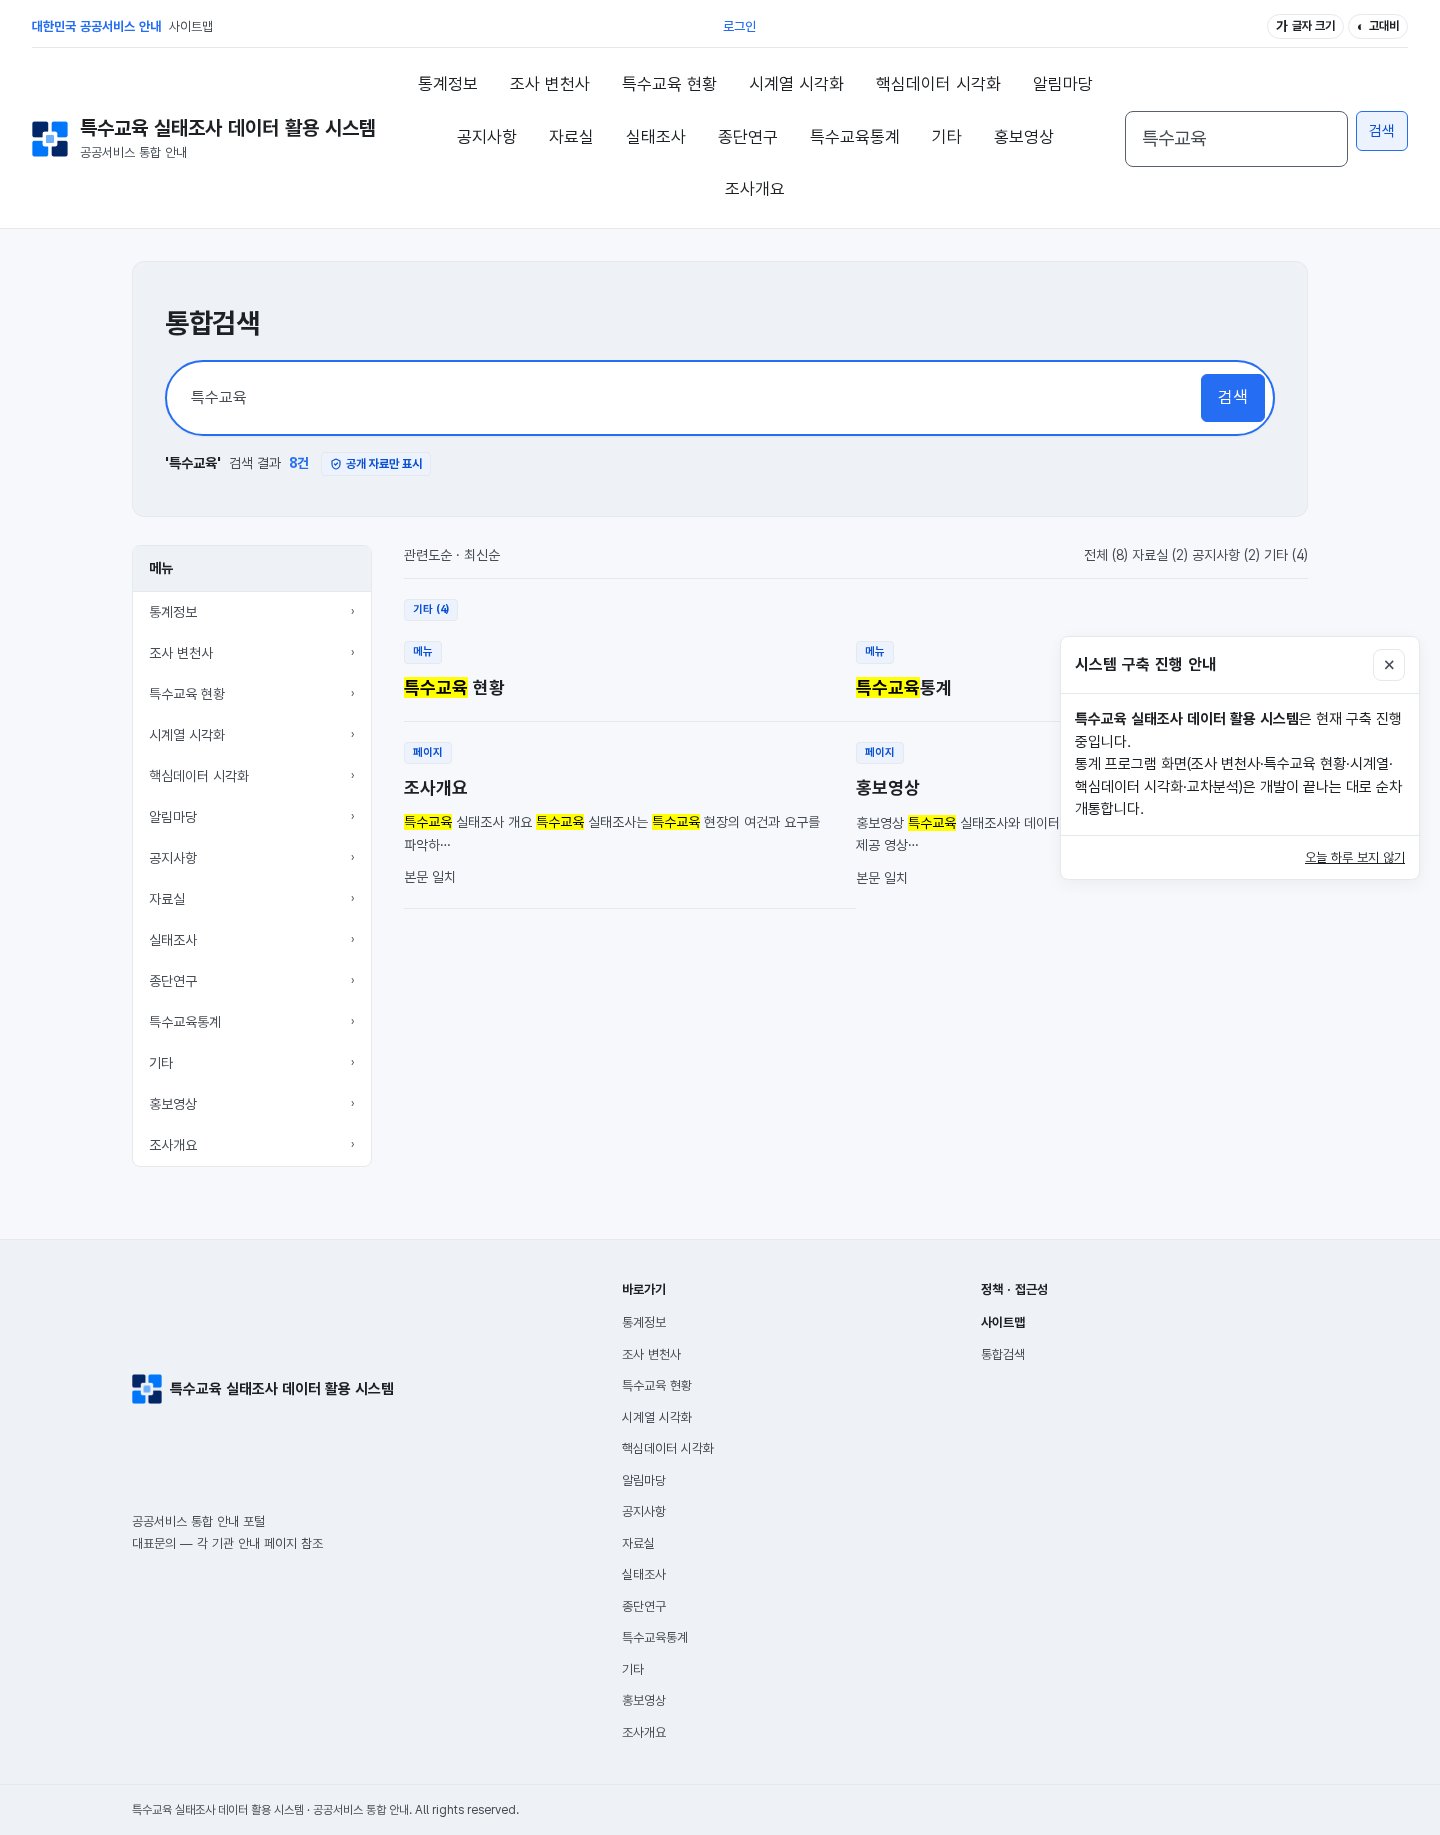 대한민국 공공서비스 안내 사이트맵
로그인
가 글자 크기
고대비
특수교육 실태조사 데이터 활용 시스템
공공서비스 통합 안내
통계정보 조사 변천사 특수교육 현황 시계열 시각화 핵심데이터 시각화 알림마당
공지사항 자료실 실태조사 종단연구 특수교육통계 기타 홍보영상
조사개요
특수교육
검색
통합검색
특수교육
검색
'특수교육' 검색 결과 8건 공개 자료만 표시
메뉴
통계정보 ›
조사 변천사 ›
특수교육 현황 ›
시계열 시각화 ›
핵심데이터 시각화 ›
알림마당 ›
공지사항 ›
자료실 ›
실태조사 ›
종단연구 ›
특수교육통계 ›
기타 ›
홍보영상 ›
조사개요 ›
관련도순 · 최신순
전체 (8) 자료실 (2) 공지사항 (2) 기타 (4)
기타 (4)
메뉴
특수교육 현황
메뉴
특수교육통계
페이지
조사개요
특수교육 실태조사 개요 특수교육 실태조사는 특수교육 현장의 여건과 요구를
파악하…
본문 일치
페이지
홍보영상
홍보영상 특수교육 실태조사와 데이터
제공 영상…
본문 일치
시스템 구축 진행 안내
×
특수교육 실태조사 데이터 활용 시스템은 현재 구축 진행
중입니다.
통계 프로그램 화면(조사 변천사·특수교육 현황·시계열·
핵심데이터 시각화·교차분석)은 개발이 끝나는 대로 순차
개통합니다.
오늘 하루 보지 않기
특수교육 실태조사 데이터 활용 시스템
공공서비스 통합 안내 포털
대표문의 — 각 기관 안내 페이지 참조
바로가기
통계정보
조사 변천사
특수교육 현황
시계열 시각화
핵심데이터 시각화
알림마당
공지사항
자료실
실태조사
종단연구
특수교육통계
기타
홍보영상
조사개요
정책 · 접근성
사이트맵
통합검색
특수교육 실태조사 데이터 활용 시스템 · 공공서비스 통합 안내. All rights reserved.